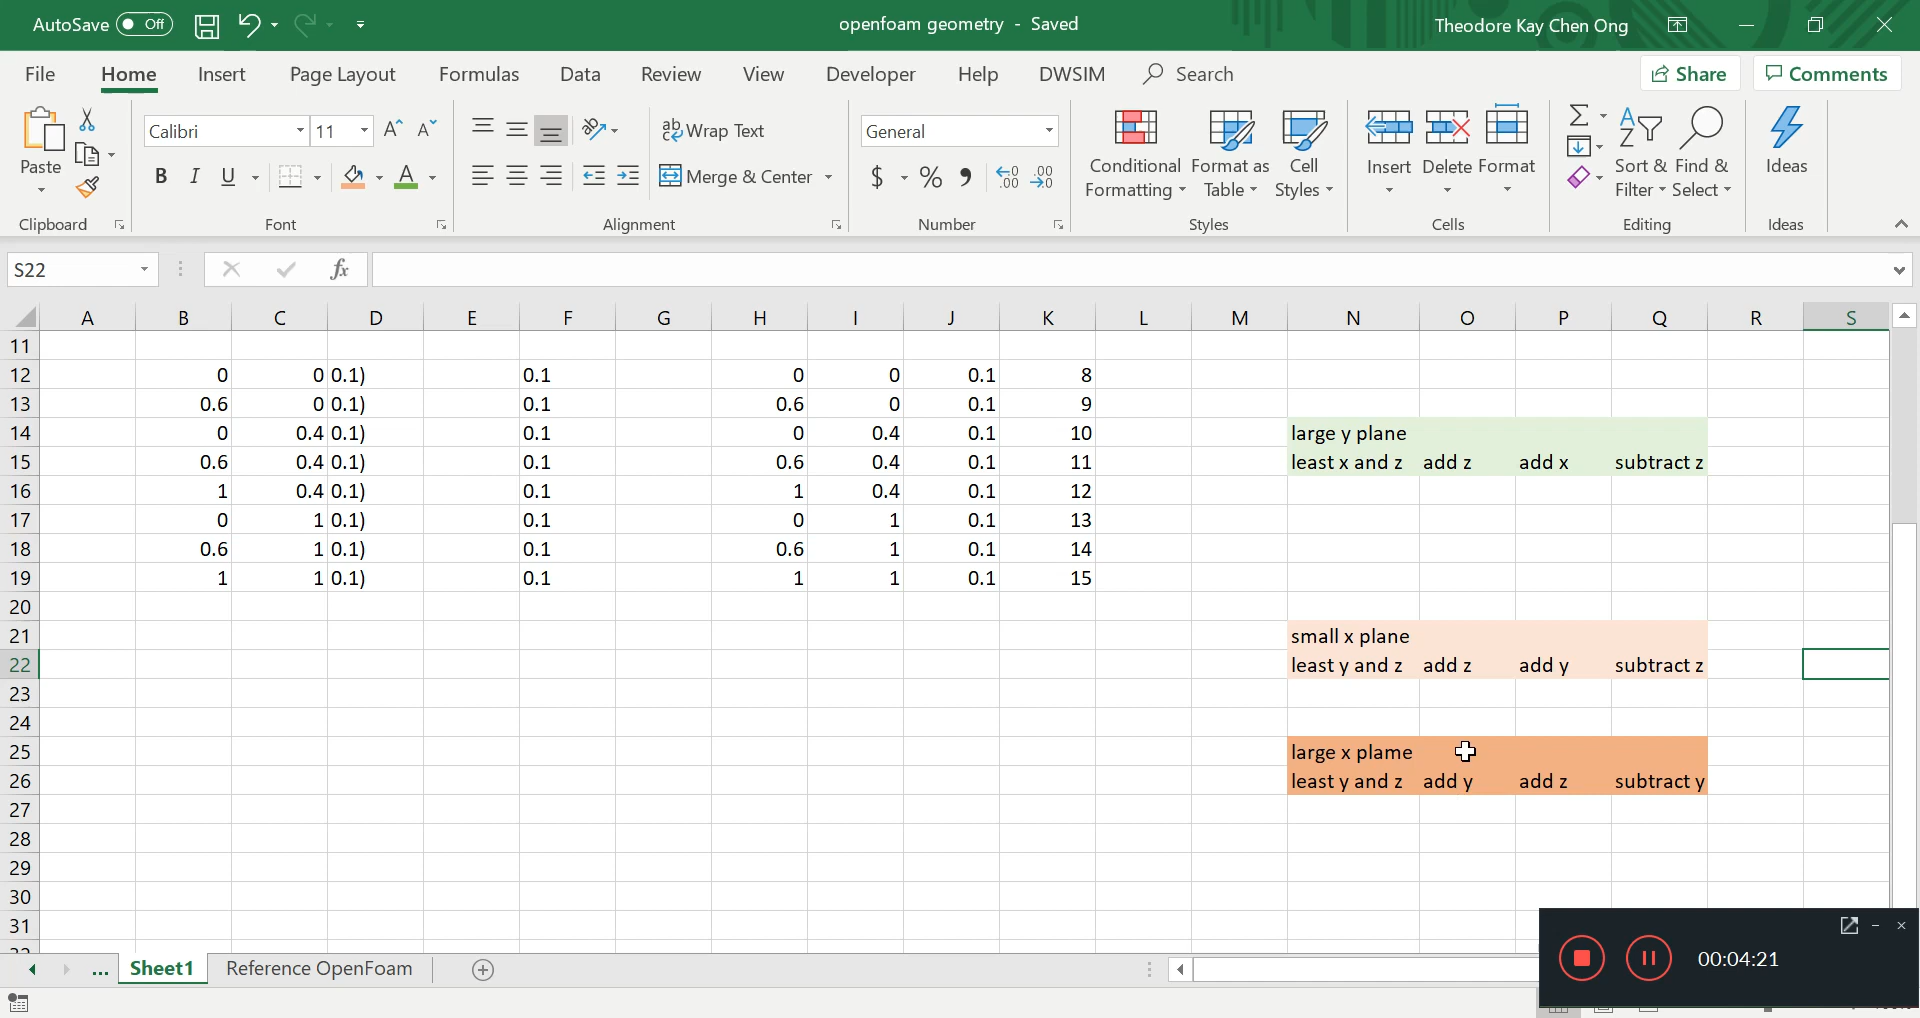 AutoSave Off openfoam geometry - Saved Theodore Kay Chen Ong
File Home Insert Page Layout Formulas Data Review View Developer Help DWSIM Search Share Comments
Paste
Clipboard
Calibri 11
B I U
Font
Wrap Text
Merge & Center
Alignment
General
$ % 9 .00 .00
Number
Conditional Formatting
Format as Table
Cell Styles
Styles
Insert Delete Format
Cells
Sort & Filter
Find & Select
Editing
Ideas
Ideas
S22 fx
A B C D E F G H I J K L M N O P Q R S
11
12 0 0 0.1) 0.1 0 0 0.1 8
13 0.6 0 0.1) 0.1 0.6 0 0.1 9
14 0 0.4 0.1) 0.1 0 0.4 0.1 10 large y plane
15 0.6 0.4 0.1) 0.1 0.6 0.4 0.1 11 least x and z add z add x subtract z
16 1 0.4 0.1) 0.1 1 0.4 0.1 12
17 0 1 0.1) 0.1 0 1 0.1 13
18 0.6 1 0.1) 0.1 0.6 1 0.1 14
19 1 1 0.1) 0.1 1 1 0.1 15
20
21 small x plane
22 least y and z add z add y subtract z
23
24
25 large x plame
26 least y and z add y add z subtract y
27
28
29
30
31
... Sheet1 Reference OpenFoam
00:04:21